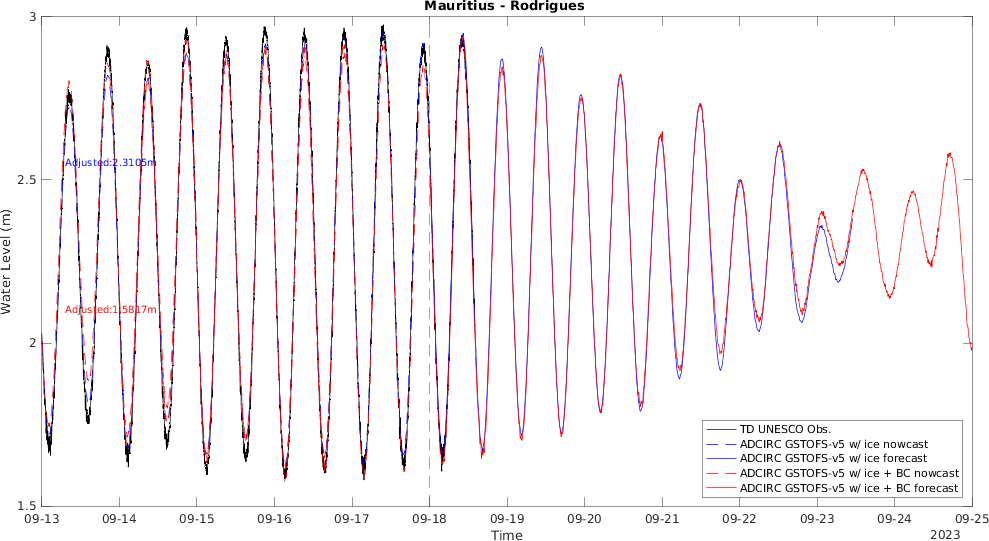 Mauritius - Rodrigues
3
2.5
2
1.5
Water Level (m)
Adjusted:2.3105m
Adjusted:1.5817m
TD UNESCO Obs.
ADCIRC GSTOFS-v5 w/ ice nowcast
ADCIRC GSTOFS-v5 w/ ice forecast
ADCIRC GSTOFS-v5 w/ ice + BC nowcast
ADCIRC GSTOFS-v5 w/ ice + BC forecast
09-13 09-14 09-15 09-16 09-17 09-18 09-19 09-20 09-21 09-22 09-23 09-24 09-25
Time
2023